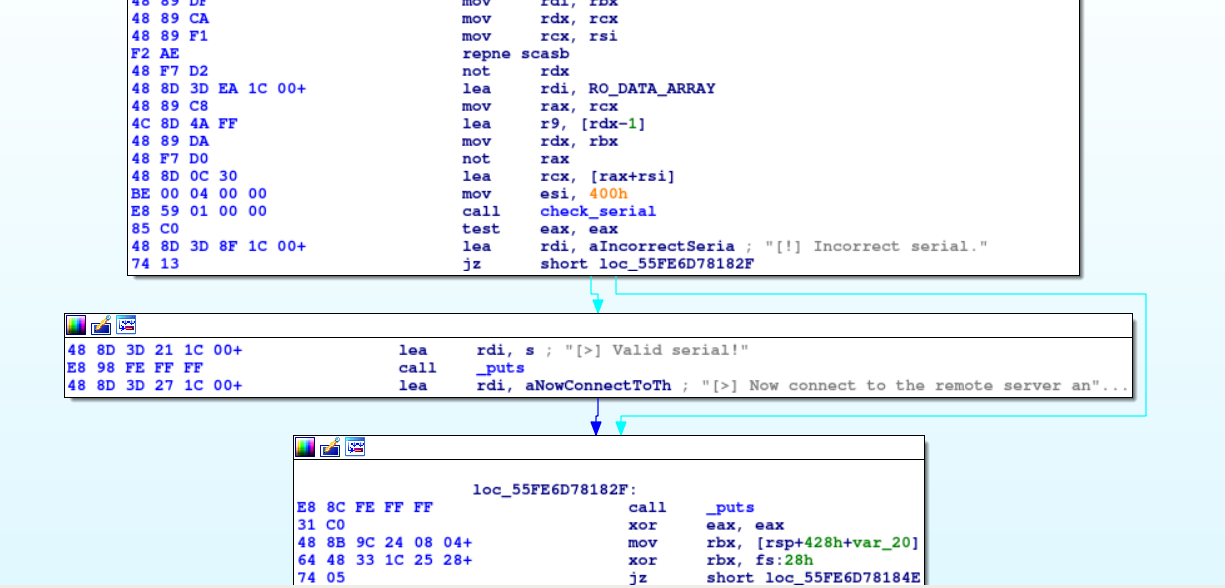 48 89 DF mov rdi, rbx
48 89 CA mov rdx, rcx
48 89 F1 mov rcx, rsi
F2 AE repne scasb
48 F7 D2 not rdx
48 8D 3D EA 1C 00+ lea rdi, RO_DATA_ARRAY
48 89 C8 mov rax, rcx
4C 8D 4A FF lea r9, [rdx-1]
48 89 DA mov rdx, rbx
48 F7 D0 not rax
48 8D 0C 30 lea rcx, [rax+rsi]
BE 00 04 00 00 mov esi, 400h
E8 59 01 00 00 call check_serial
85 C0 test eax, eax
48 8D 3D 8F 1C 00+ lea rdi, aIncorrectSeria ; "[!] Incorrect serial."
74 13 jz short loc_55FE6D78182F
48 8D 3D 21 1C 00+ lea rdi, s ; "[>] Valid serial!"
E8 98 FE FF FF call _puts
48 8D 3D 27 1C 00+ lea rdi, aNowConnectToTh ; "[>] Now connect to the remote server an"...
loc_55FE6D78182F:
E8 8C FE FF FF call _puts
31 C0 xor eax, eax
48 8B 9C 24 08 04+ mov rbx, [rsp+428h+var_20]
64 48 33 1C 25 28+ xor rbx, fs:28h
74 05 jz short loc_55FE6D78184E